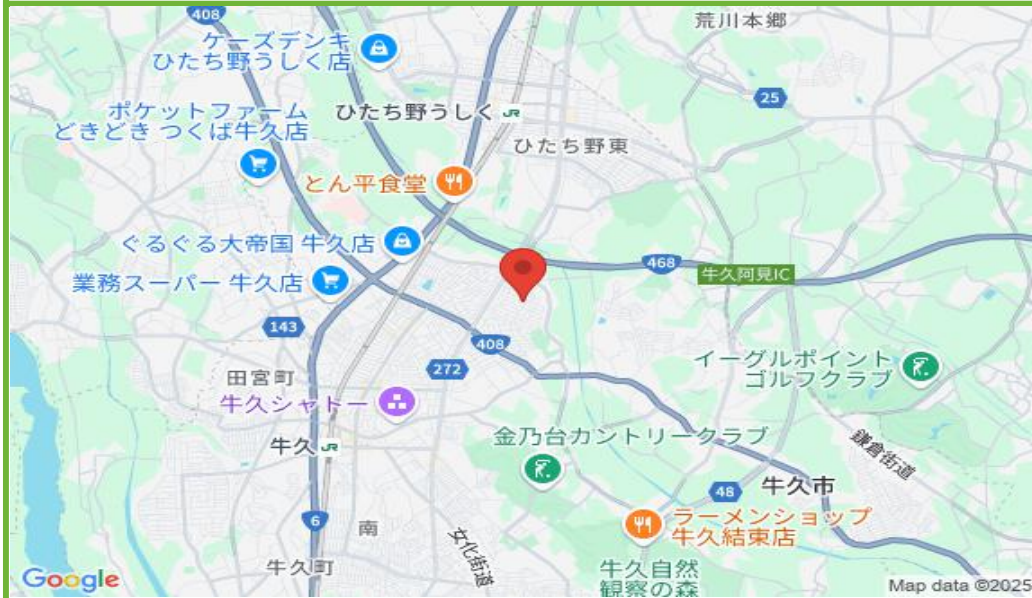 408
荒川本郷
ケーズデンキ
ひたち野うしく店
25
ポケットファーム
どきどき つくば牛久店
ひたち野うしく JR
ひたち野東
とん平食堂
ぐるぐる大帝国 牛久店
468
牛久阿見IC
業務スーパー 牛久店
143
408
272
イーグルポイント
ゴルフクラブ
田宮町
牛久シャトー
金乃台カントリークラブ
鎌倉街道
牛久 JR
48
牛久市
6
南
女化街道
ラーメンショップ
牛久結束店
牛久町
牛久自然
観察の森
Google
Map data ©2025